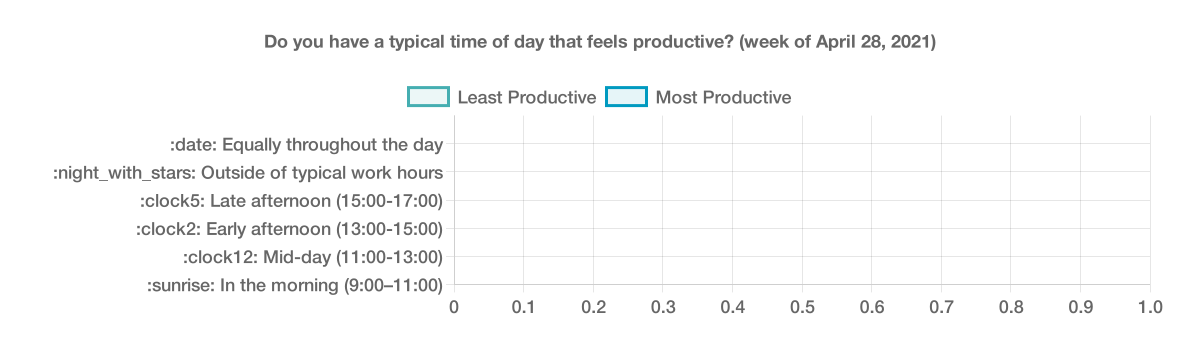 Do you have a typical time of day that feels productive? (week of April 28, 2021)
Least Productive Most Productive
:date: Equally throughout the day
:night_with_stars: Outside of typical work hours
:clock5: Late afternoon (15:00-17:00)
:clock2: Early afternoon (13:00-15:00)
:clock12: Mid-day (11:00-13:00)
:sunrise: In the morning (9:00–11:00)
0 0.1 0.2 0.3 0.4 0.5 0.6 0.7 0.8 0.9 1.0